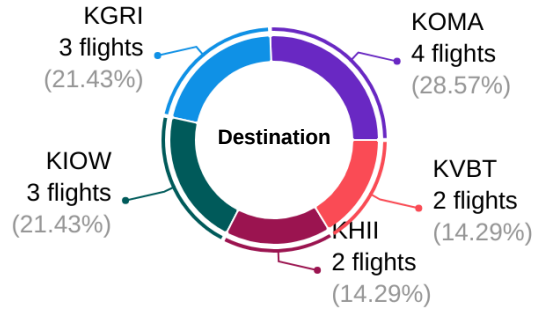 KGRI
3 flights
(21.43%)
KOMA
4 flights
(28.57%)
Destination
KIOW
3 flights
(21.43%)
KVBT
2 flights
(14.29%)
KHII
2 flights
(14.29%)